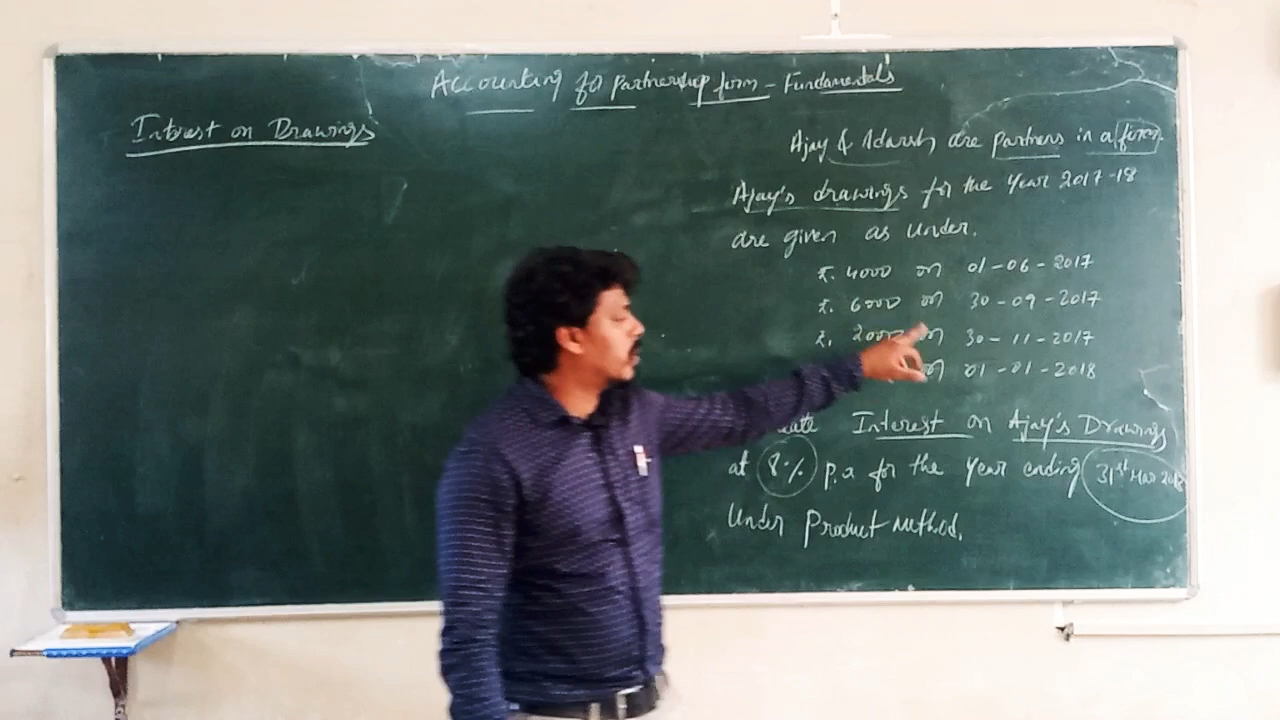 Accounting for Partnership firm - Fundamentals
Interest on Drawings
Ajay & Adarsh are partners in a firm.
Ajay's drawings for the year 2017-18
are given as under.
₹. 4000 on 01-06-2017
₹. 6000 on 30-09-2017
₹. 2000 on 30-11-2017
on 01-01-2018
Interest on Ajay's Drawings
at 8% p.a for the year ending 31st Mar 2018
Under Product method.